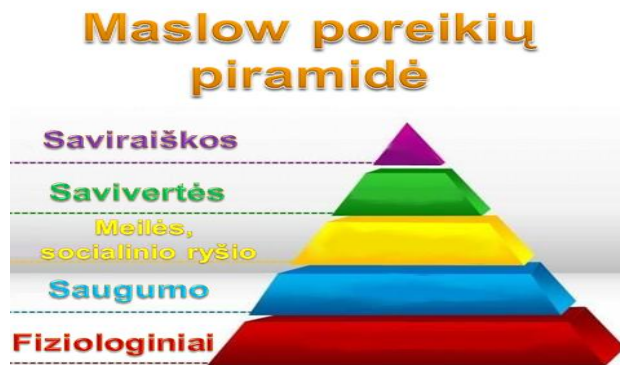 Maslow poreikių
piramidė
Saviraiškos
Savivertės
Meilės,
socialinio ryšio
Saugumo
Fiziologiniai